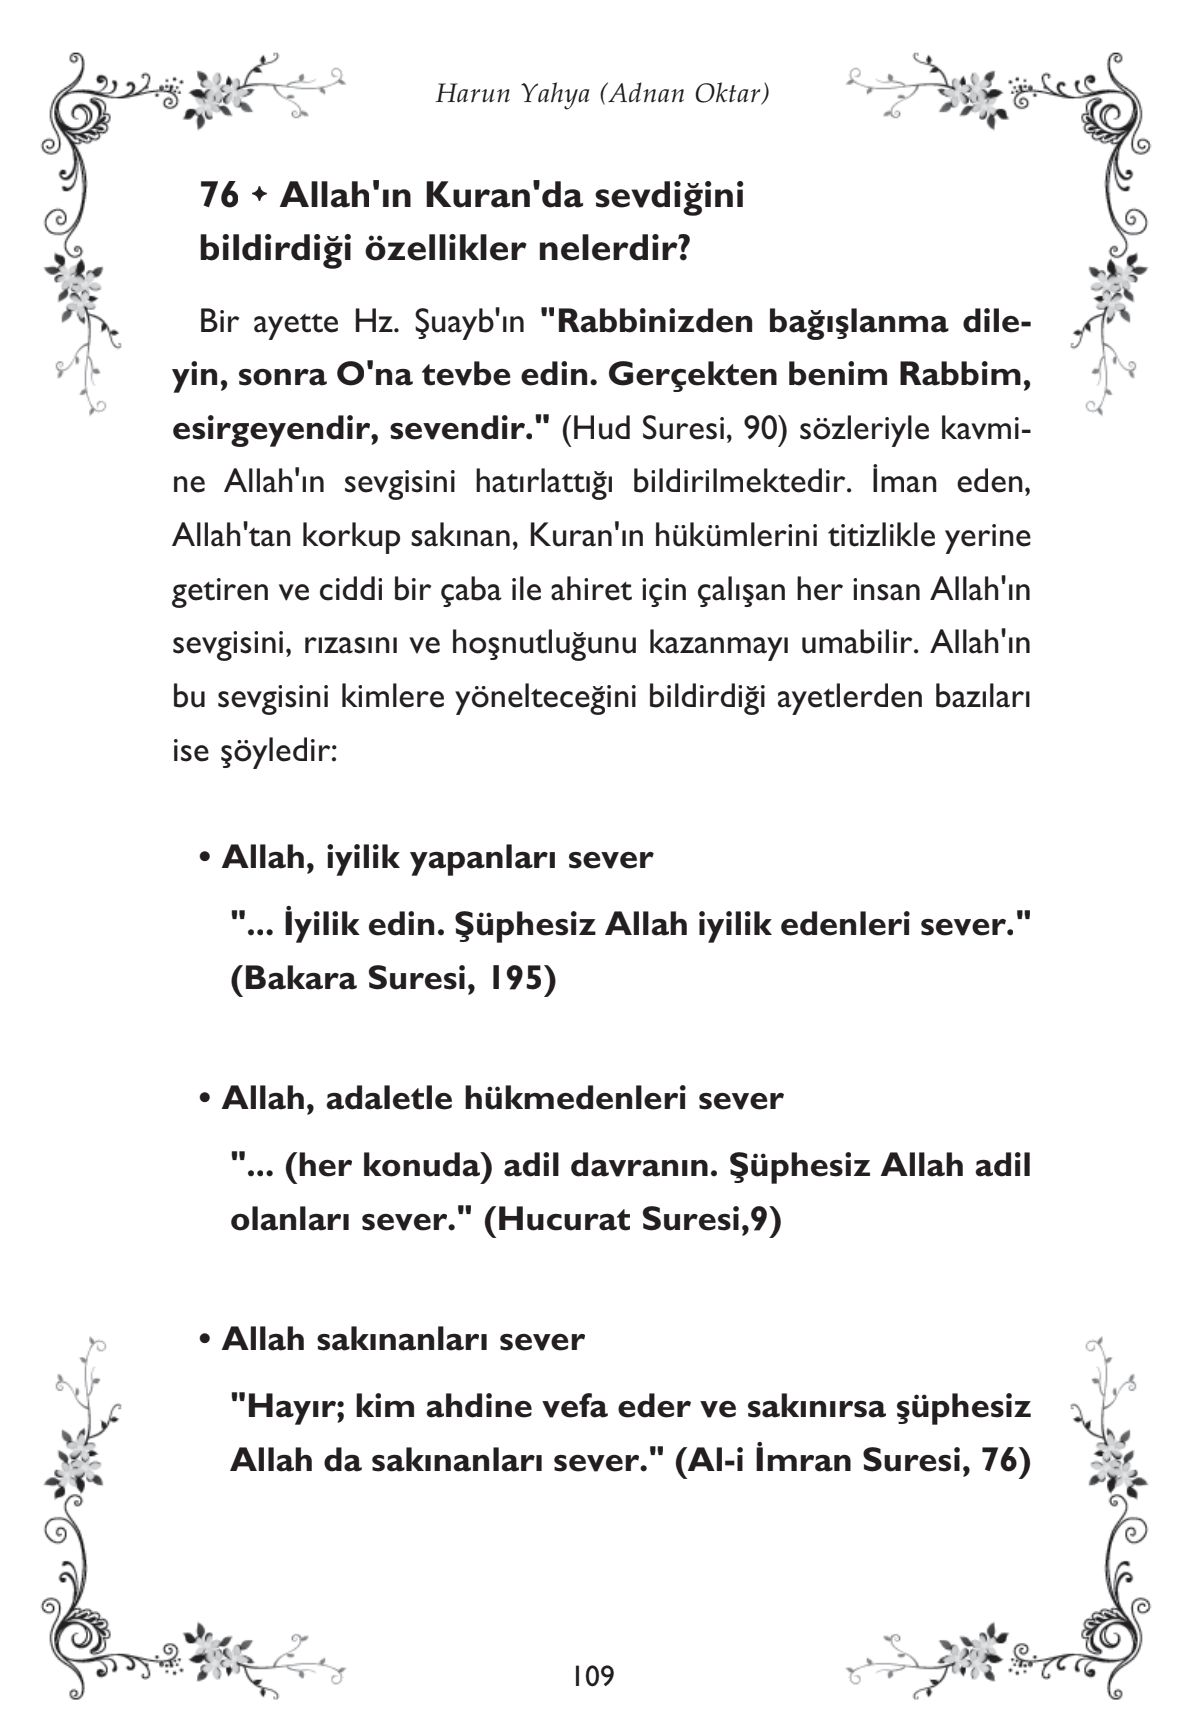 Harun Yahya (Adnan Oktar)
76 ✦ Allah'ın Kuran'da sevdiğini
bildirdiği özellikler nelerdir?
Bir ayette Hz. Şuayb'ın "Rabbinizden bağışlanma dile-
yin, sonra O'na tevbe edin. Gerçekten benim Rabbim,
esirgeyendir, sevendir." (Hud Suresi, 90) sözleriyle kavmi-
ne Allah'ın sevgisini hatırlattığı bildirilmektedir. İman eden,
Allah'tan korkup sakınan, Kuran'ın hükümlerini titizlikle yerine
getiren ve ciddi bir çaba ile ahiret için çalışan her insan Allah'ın
sevgisini, rızasını ve hoşnutluğunu kazanmayı umabilir. Allah'ın
bu sevgisini kimlere yönelteceğini bildirdiği ayetlerden bazıları
ise şöyledir:
• Allah, iyilik yapanları sever
"... İyilik edin. Şüphesiz Allah iyilik edenleri sever."
(Bakara Suresi, 195)
• Allah, adaletle hükmedenleri sever
"... (her konuda) adil davranın. Şüphesiz Allah adil
olanları sever." (Hucurat Suresi,9)
• Allah sakınanları sever
"Hayır; kim ahdine vefa eder ve sakınırsa şüphesiz
Allah da sakınanları sever." (Al-i İmran Suresi, 76)
109